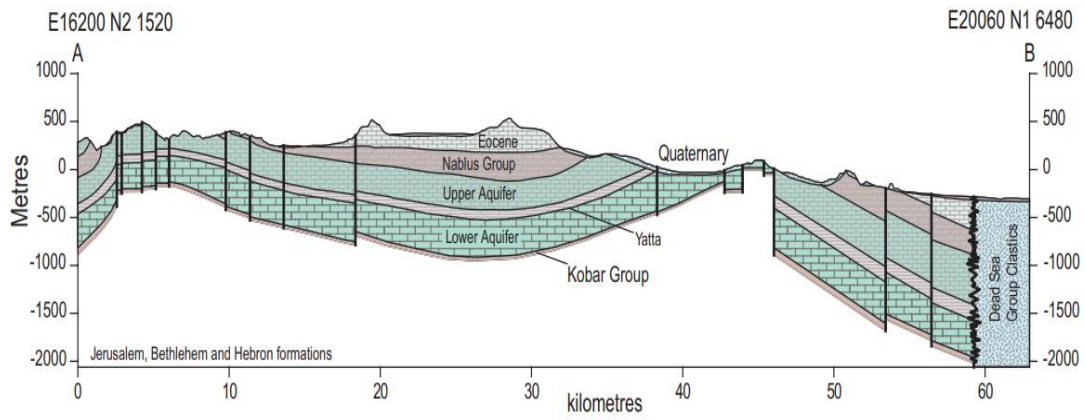 E16200 N2 1520
E20060 N1 6480
A
B
1000
1000
500
500
Eocene
Quaternary
Nablus Group
0
0
Metres
Upper Aquifer
-500
-500
Yatta
Lower Aquifer
-1000
-1000
Kobar Group
Dead Sea
Group Clastics
-1500
-1500
Jerusalem, Bethlehem and Hebron formations
-2000
-2000
0
10
20
30
40
50
60
kilometres